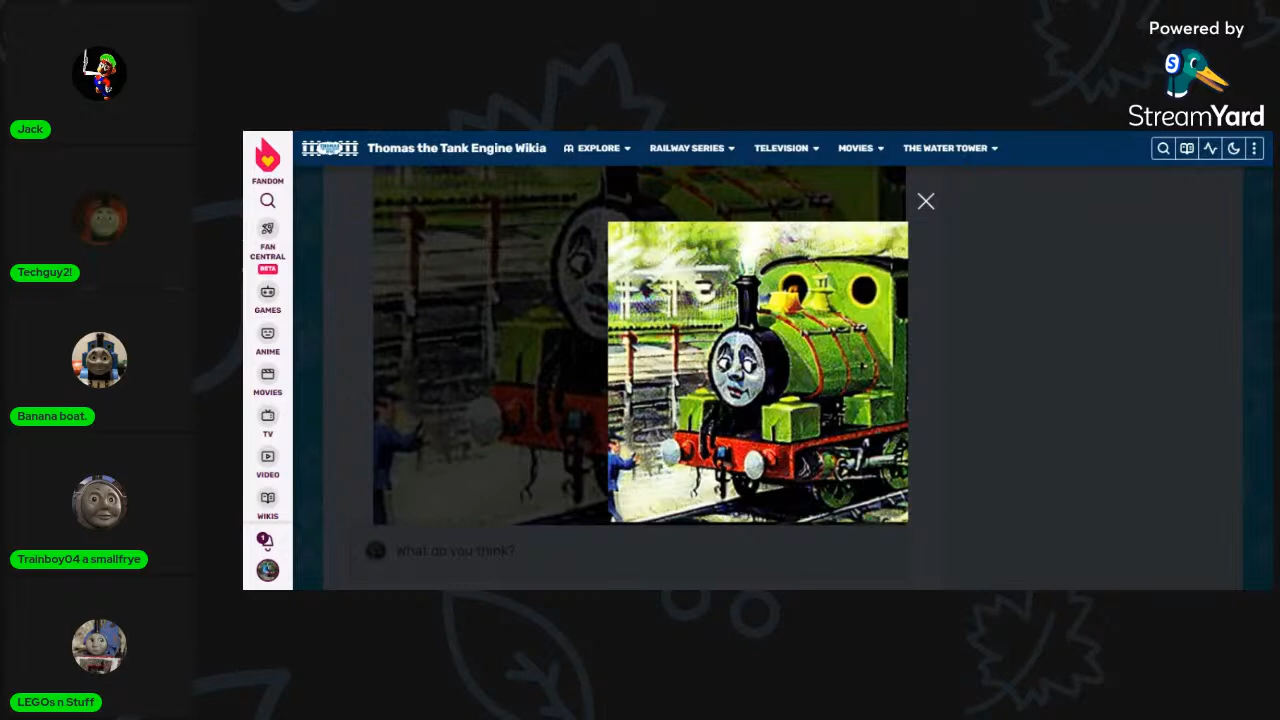 Powered by
S
StreamYard
Jack
Techguy2!
Banana boat.
Trainboy04 a smallfrye
LEGOs n Stuff
FANDOM
FAN
CENTRAL
BETA
GAMES
ANIME
MOVIES
TV
VIDEO
WIKIS
1
Thomas the Tank Engine Wikia
EXPLORE
RAILWAY SERIES
TELEVISION
MOVIES
THE WATER TOWER
What do you think?